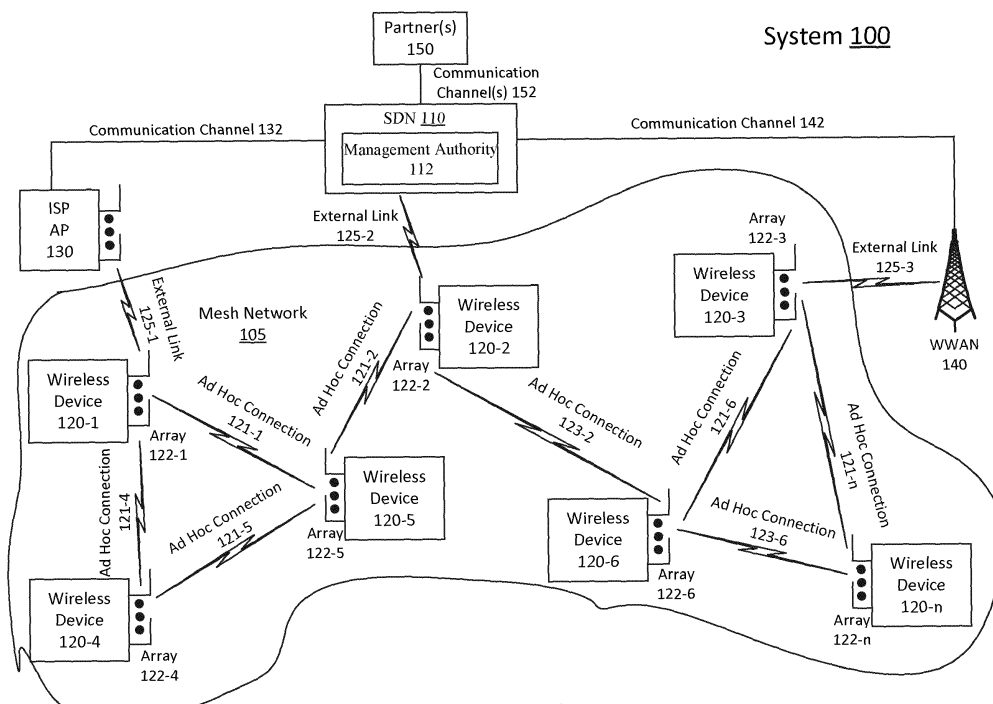 System 100
Partner(s)
150
Communication
Channel(s) 152
SDN 110
Management Authority
112
Communication Channel 132
Communication Channel 142
ISP
AP
130
External Link
125-2
Array
122-3
External Link
125-3
Wireless
Device
120-3
WWAN
140
External Link
125-1
Mesh Network
105
Wireless
Device
120-2
Array
122-2
Ad Hoc Connection
121-2
Wireless
Device
120-1
Array
122-1
Ad Hoc Connection
121-1
Ad Hoc Connection
123-2
Ad Hoc Connection
121-6
Ad Hoc Connection
121-n
Ad Hoc Connection
121-4
Ad Hoc Connection
121-5
Wireless
Device
120-5
Array
122-5
Wireless
Device
120-6
Array
122-6
Ad Hoc Connection
123-6
Wireless
Device
120-n
Array
122-n
Wireless
Device
120-4
Array
122-4